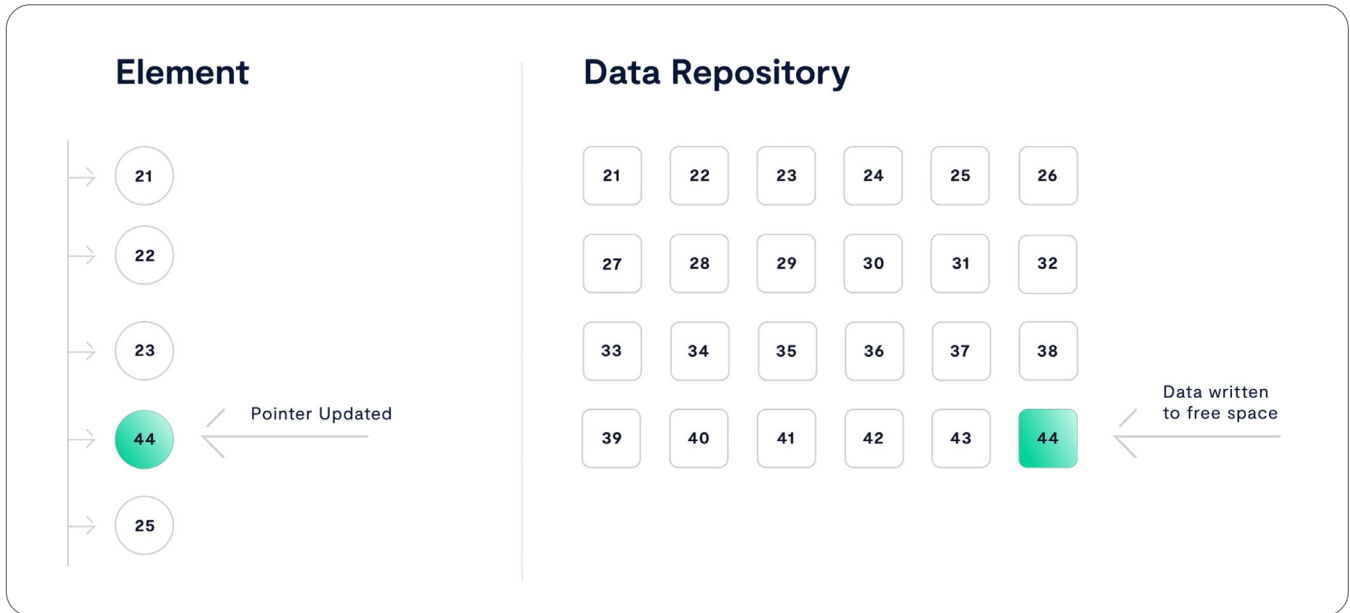 Element
21
22
23
44
Pointer Updated
25
Data Repository
21 22 23 24 25 26
27 28 29 30 31 32
33 34 35 36 37 38
39 40 41 42 43 44
Data written
to free space